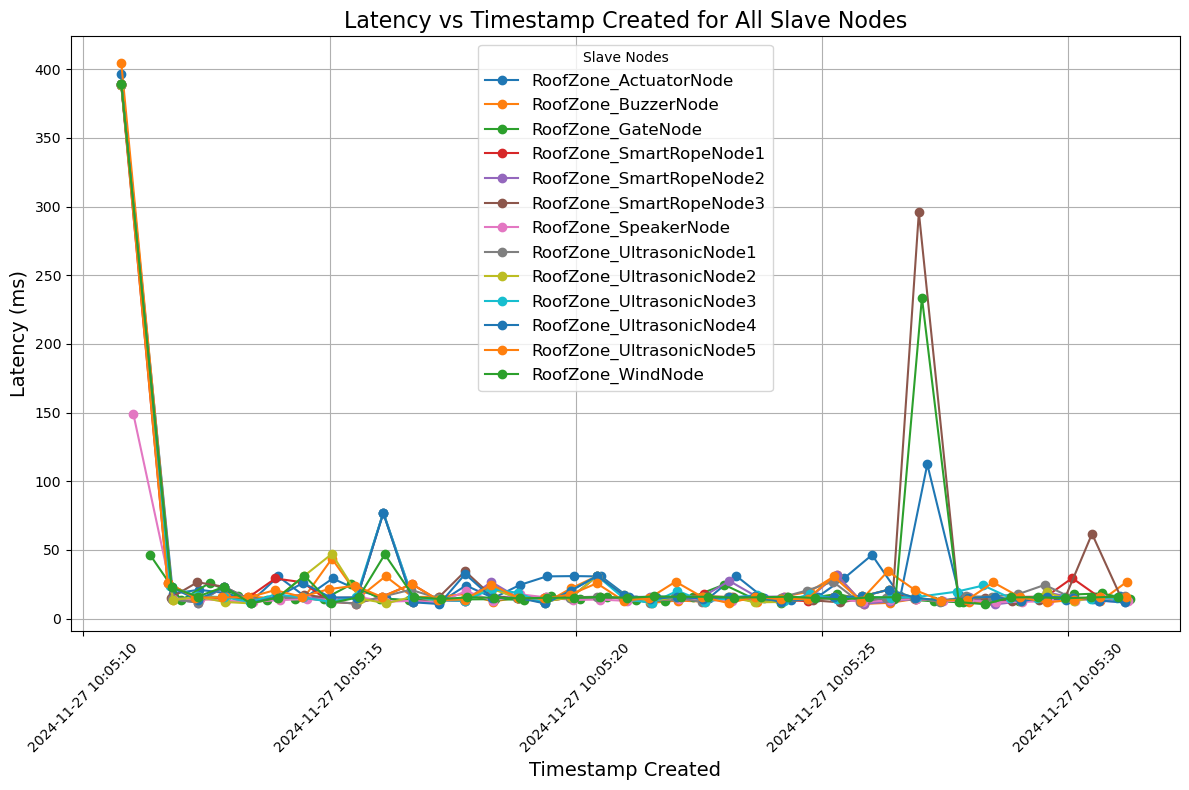 Latency vs Timestamp Created for All Slave Nodes
Latency (ms)
400
350
300
250
200
150
100
50
0
Slave Nodes
RoofZone_ActuatorNode
RoofZone_BuzzerNode
RoofZone_GateNode
RoofZone_SmartRopeNode1
RoofZone_SmartRopeNode2
RoofZone_SmartRopeNode3
RoofZone_SpeakerNode
RoofZone_UltrasonicNode1
RoofZone_UltrasonicNode2
RoofZone_UltrasonicNode3
RoofZone_UltrasonicNode4
RoofZone_UltrasonicNode5
RoofZone_WindNode
2024-11-27 10:05:10
2024-11-27 10:05:15
2024-11-27 10:05:20
2024-11-27 10:05:25
2024-11-27 10:05:30
Timestamp Created